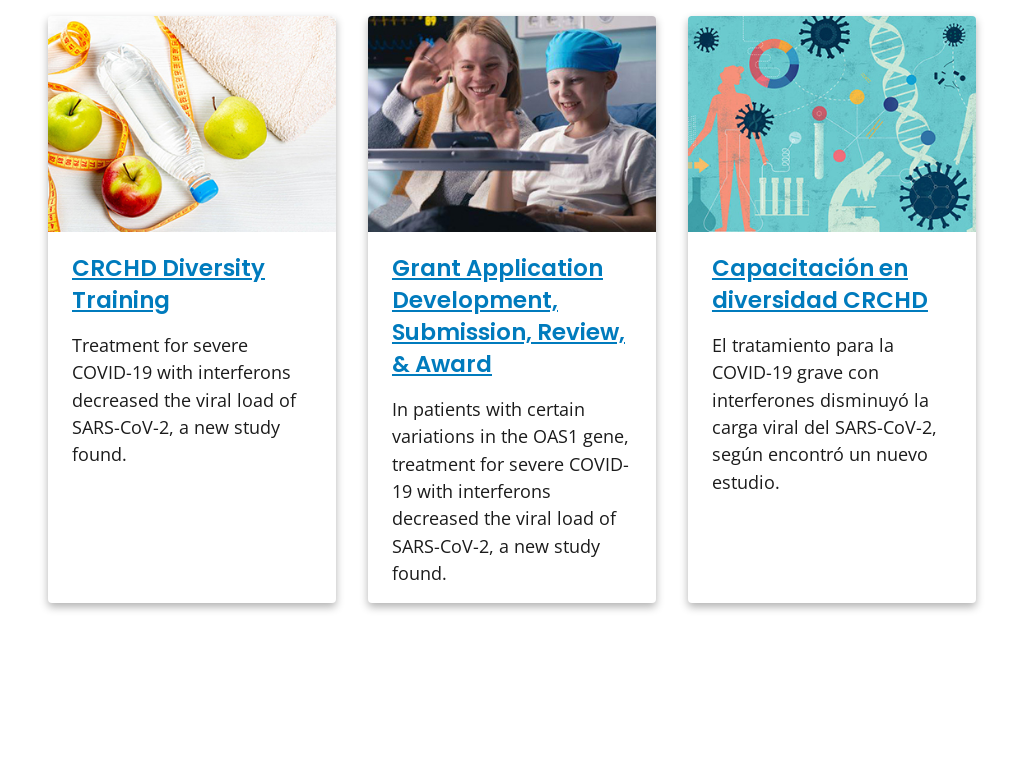 CRCHD Diversity
Training
Treatment for severe
COVID-19 with interferons
decreased the viral load of
SARS-CoV-2, a new study
found.
Grant Application
Development,
Submission, Review,
& Award
In patients with certain
variations in the OAS1 gene,
treatment for severe COVID-
19 with interferons
decreased the viral load of
SARS-CoV-2, a new study
found.
Capacitación en
diversidad CRCHD
El tratamiento para la
COVID-19 grave con
interferones disminuyó la
carga viral del SARS-CoV-2,
según encontró un nuevo
estudio.